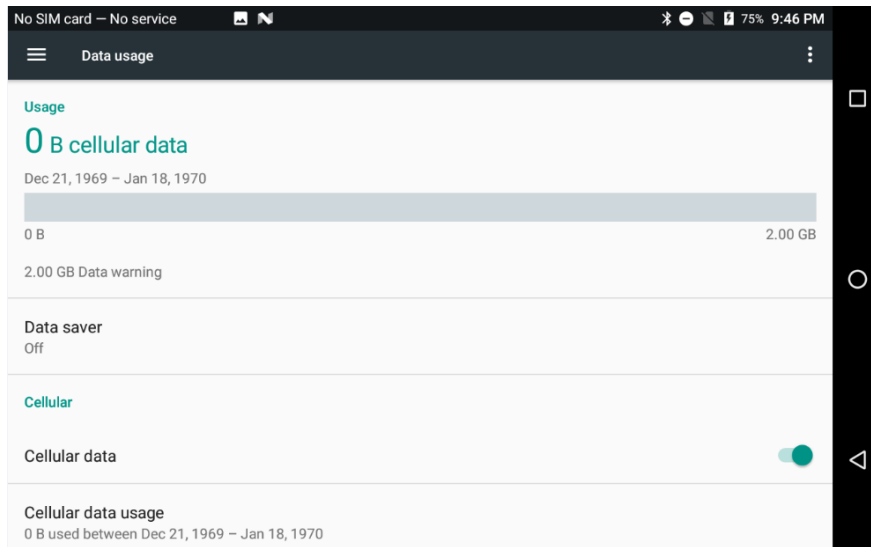 No SIM card — No service 75% 9:46 PM
Data usage
Usage
0 B cellular data
Dec 21, 1969 – Jan 18, 1970
0 B 2.00 GB
2.00 GB Data warning
Data saver
Off
Cellular
Cellular data
Cellular data usage
0 B used between Dec 21, 1969 – Jan 18, 1970